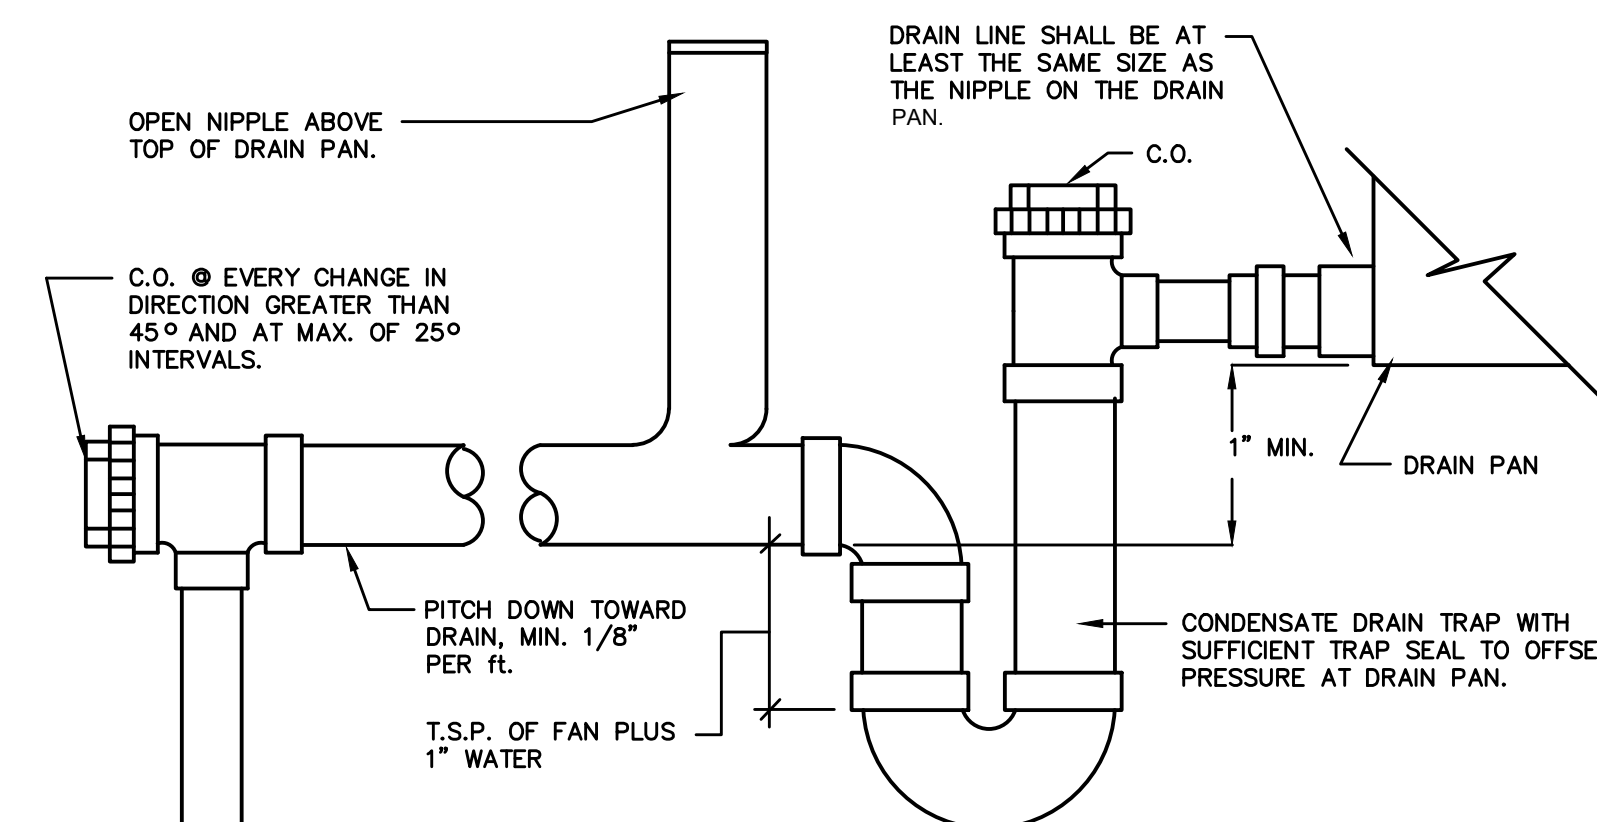 DRAIN LINE SHALL BE AT
LEAST THE SAME SIZE AS
THE NIPPLE ON THE DRAIN
PAN.
OPEN NIPPLE ABOVE
TOP OF DRAIN PAN.
C.O.
C.O. @ EVERY CHANGE IN
DIRECTION GREATER THAN
45° AND AT MAX. OF 25°
INTERVALS.
1" MIN.
DRAIN PAN
PITCH DOWN TOWARD
DRAIN, MIN. 1/8"
PER ft.
CONDENSATE DRAIN TRAP WITH
SUFFICIENT TRAP SEAL TO OFFSE
PRESSURE AT DRAIN PAN.
T.S.P. OF FAN PLUS
1" WATER